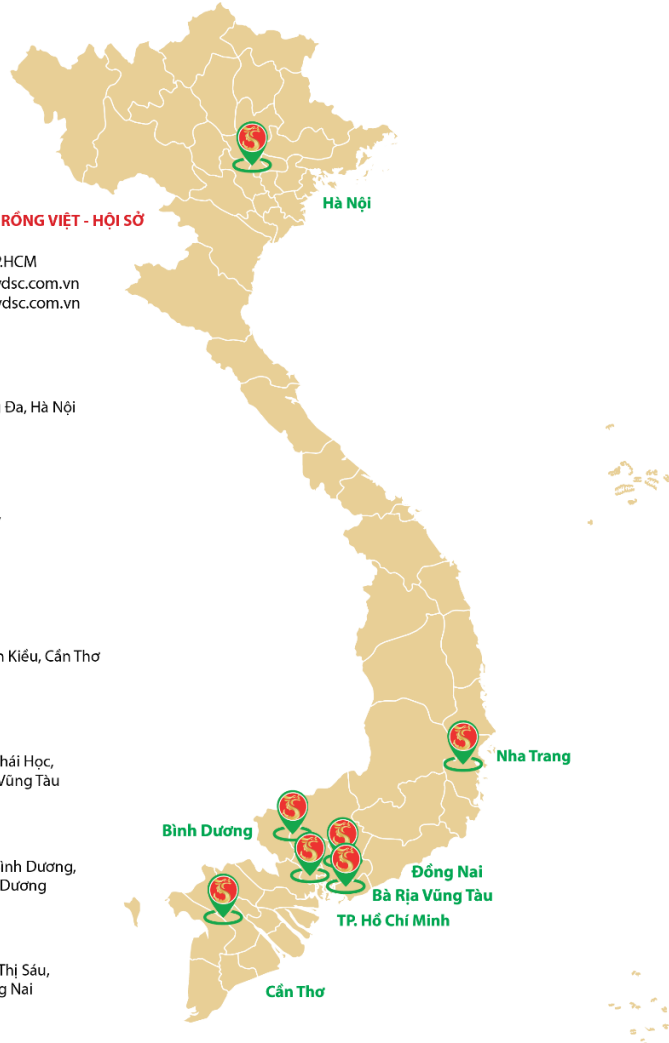 Hà Nội
RỒNG VIỆT - HỘI SỞ
P.HCM
vdsc.com.vn
vdsc.com.vn
Đa, Hà Nội
Kiều, Cần Thơ
Nha Trang
hái Học,
Vũng Tàu
Bình Dương
ình Dương,
Dương
Đồng Nai
Bà Rịa Vũng Tàu
TP. Hồ Chí Minh
Thị Sáu,
g Nai
Cần Thơ